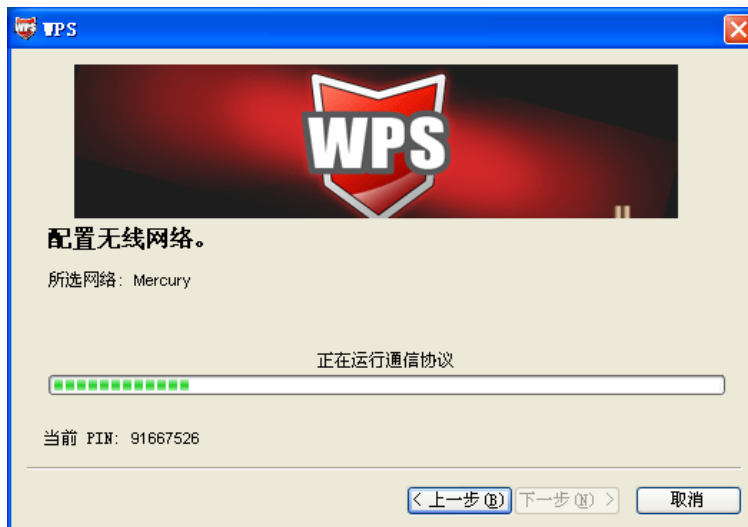 WPS
WPS
WPS
配置无线网络。
所选网络: Mercury
正在运行通信协议
当前 PIN: 91667526
< 上一步(B)
下一步(N) >
取消